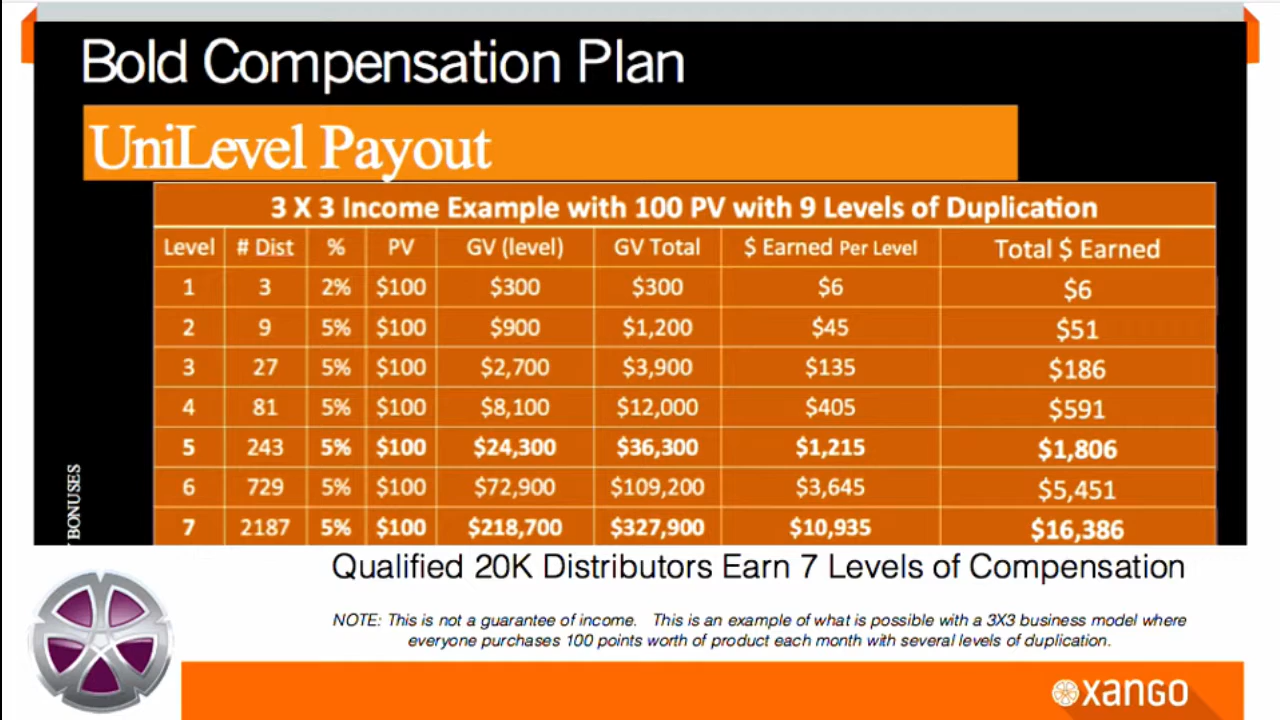 Bold Compensation Plan
UniLevel Payout
3 X 3 Income Example with 100 PV with 9 Levels of Duplication
Level # Dist % PV GV (level) GV Total $ Earned Per Level Total $ Earned
1 3 2% $100 $300 $300 $6 $6
2 9 5% $100 $900 $1,200 $45 $51
3 27 5% $100 $2,700 $3,900 $135 $186
4 81 5% $100 $8,100 $12,000 $405 $591
5 243 5% $100 $24,300 $36,300 $1,215 $1,806
6 729 5% $100 $72,900 $109,200 $3,645 $5,451
7 2187 5% $100 $218,700 $327,900 $10,935 $16,386
BONUSES
Qualified 20K Distributors Earn 7 Levels of Compensation
NOTE: This is not a guarantee of income. This is an example of what is possible with a 3X3 business model where
everyone purchases 100 points worth of product each month with several levels of duplication.
xango